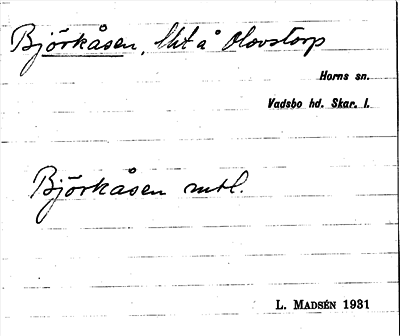 Björkåsen, lht å Olovstorp
Horns sn.
Vadsbo hd. Skar. l.
Björkåsen mtl.
L. MADSÉN 1931